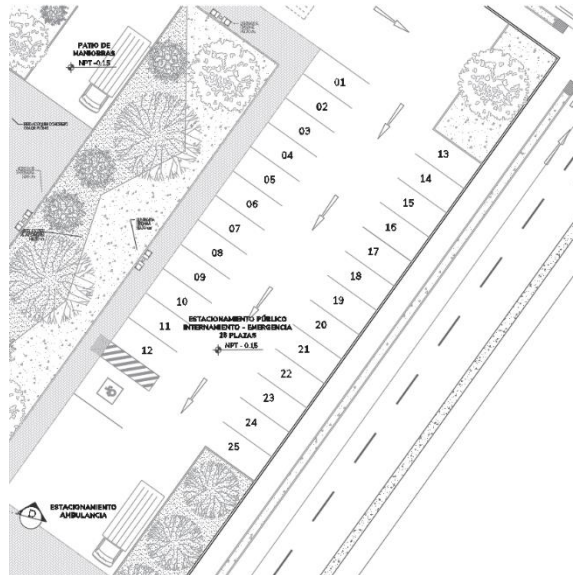 PATIO DE
MANIOBRAS
NPT -0.15
01
02
03
04
05
06
07
08
09
10
11
12
13
14
15
16
17
18
19
20
21
22
23
24
25
ESTACIONAMIENTO PÚBLICO
INTERNAMIENTO - EMERGENCIA
28 PLAZAS
NPT - 0.15
D
ESTACIONAMIENTO
AMBULANCIA